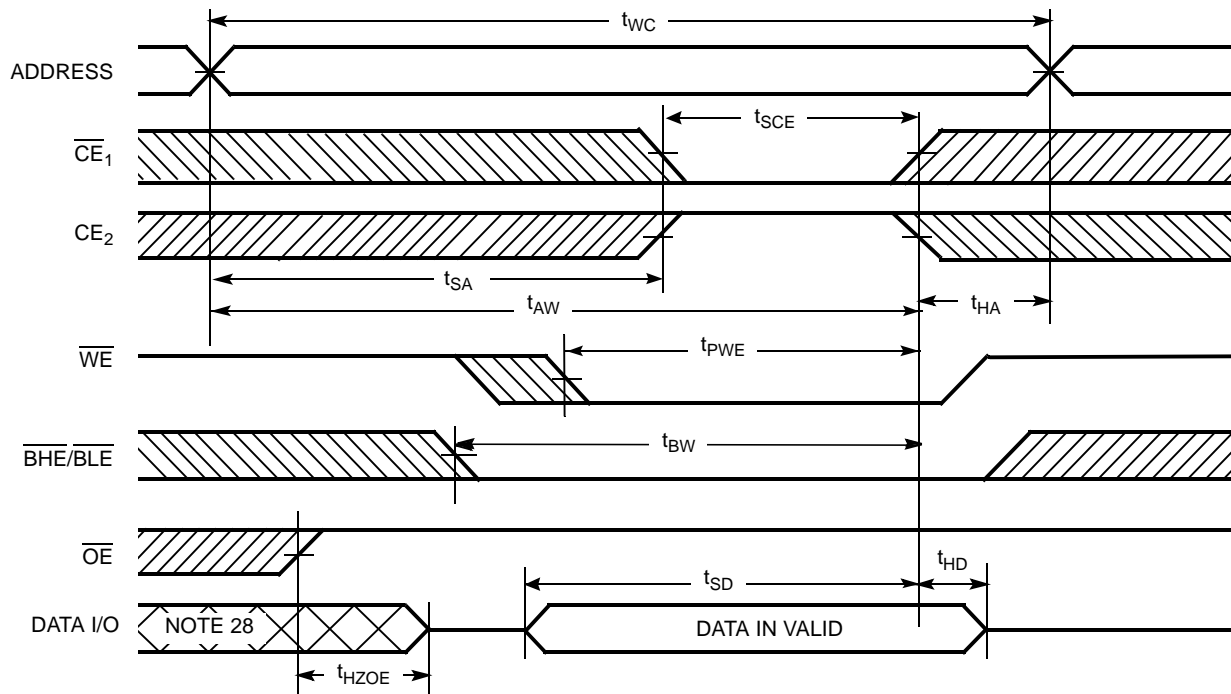 tWC
ADDRESS
tSCE
CE1
CE2
tSA
tAW
tHA
WE
tPWE
BHE/BLE
tBW
OE
tHD
tSD
DATA I/O
NOTE 28
DATA IN VALID
tHZOE